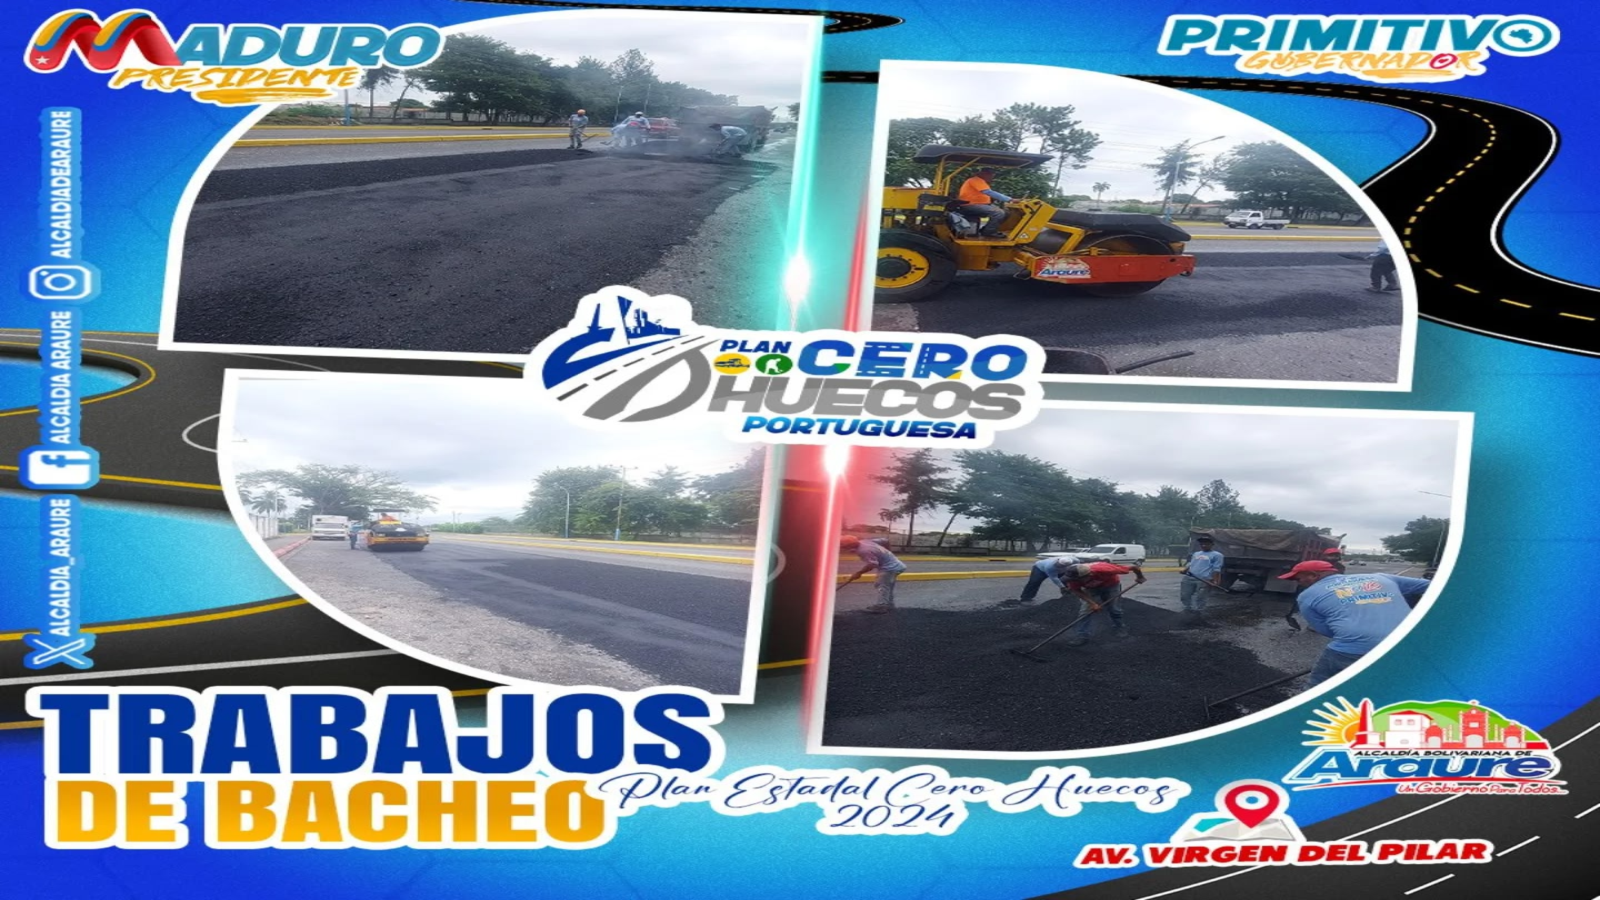 MADURO
PRESIDENTE
PRIMITIVO
GOBERNADOR
ALCALDIADEARAURE
ALCALDIA ARAURE
ALCALDIA_ARAURE
Araure
PLAN CERO
HUECOS
PORTUGUESA
PRIMITIV
TRABAJOS
DE BACHEO
Plan Estadal Cero Huecos
2024
ALCALDÍA BOLIVARIANA DE
Araure
Un Gobierno Para Todos...
AV. VIRGEN DEL PILAR